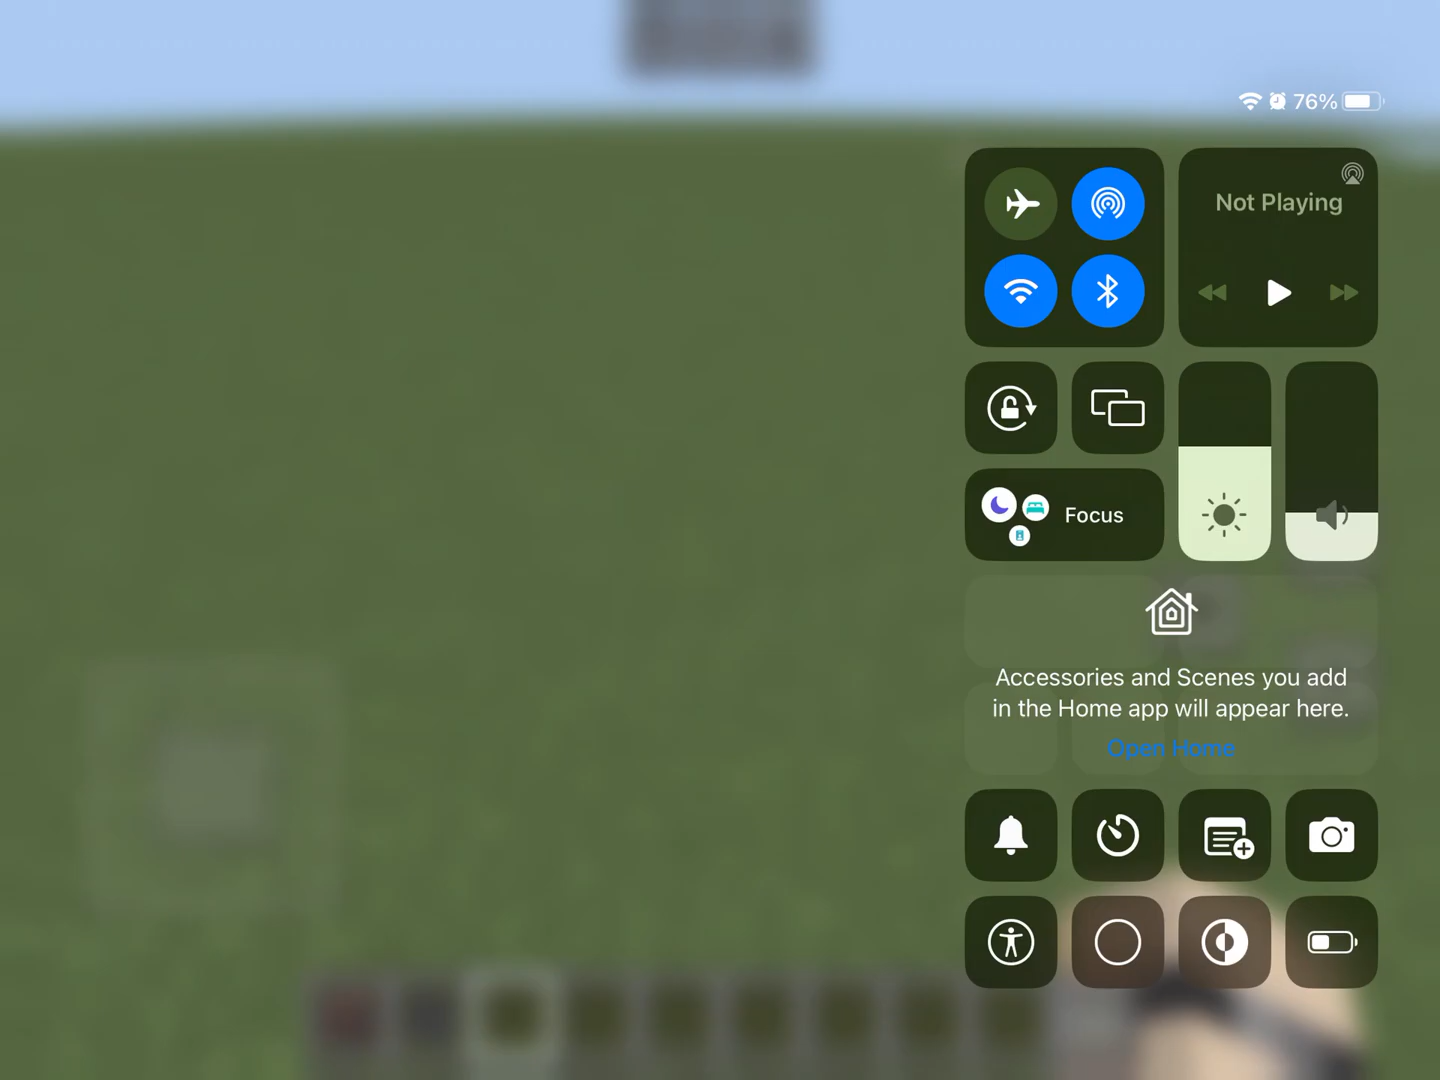 76%
Not Playing
Focus
Accessories and Scenes you add
in the Home app will appear here.
Open Home